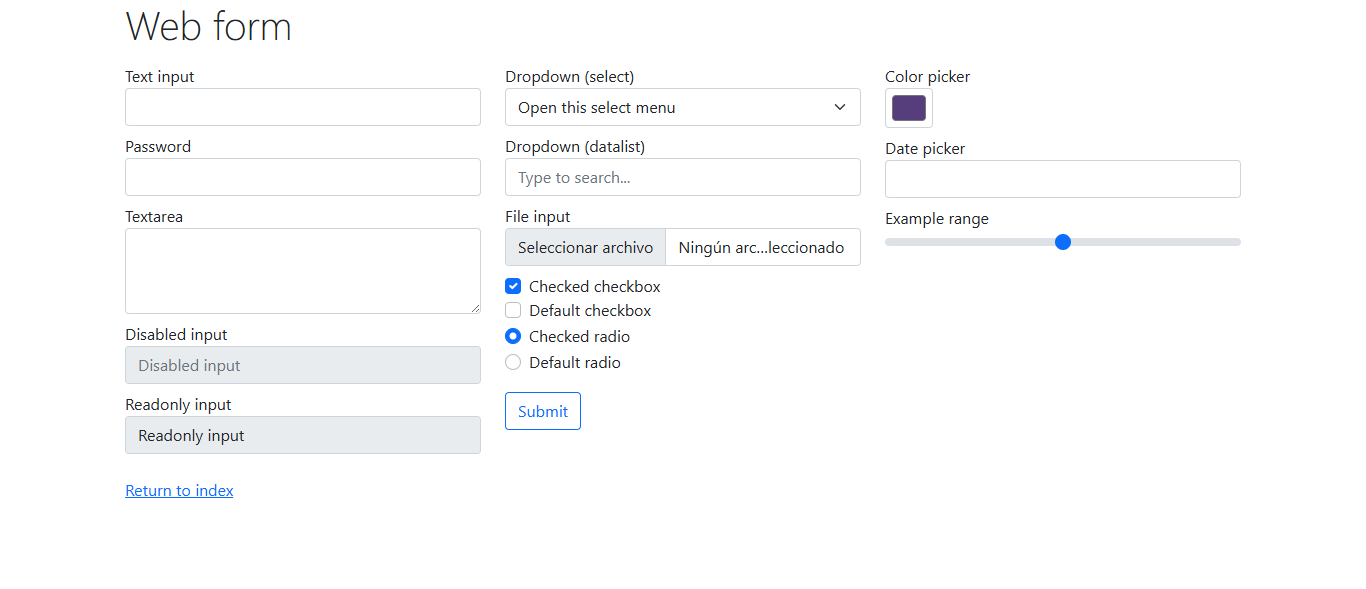 Web form
Text input
Password
Textarea
Disabled input
Disabled input
Readonly input
Readonly input
Return to index
Dropdown (select)
Open this select menu
Dropdown (datalist)
Type to search...
File input
Seleccionar archivo Ningún arc...leccionado
Checked checkbox
Default checkbox
Checked radio
Default radio
Submit
Color picker
Date picker
Example range